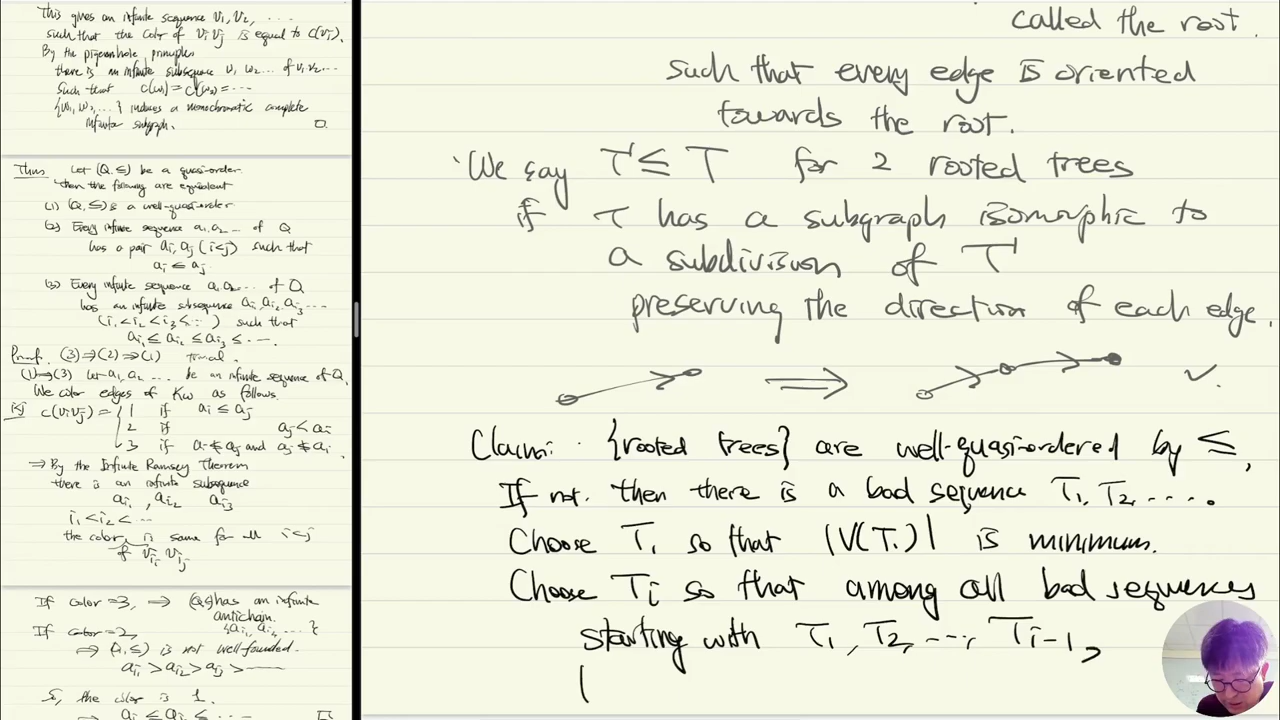 This gives an infinite sequence v1, v2, ....
such that the color of vivj is equal to c(vi).
By the pigeonhole principles
there is an infinite subsequence w1, w2 ... of v1, v2 ...
such that c(w1) = c(w2) = ...
{w1, w2, ...} induces a monochromatic complete
infinite subgraph. □
Thm Let (Q, ≤) be a quasi-order
then the following are equivalent
(1) (Q, ≤) is a well-quasi-order
(2) Every infinite sequence a1, a2 ... of Q
has a pair ai, aj (i<j) such that
ai ≤ aj
(3) Every infinite sequence a1, a2 ... of Q
has an infinite subsequence ai1, ai2, ai3 ...
(i1 < i2 < i3 < ...) such that
ai1 ≤ ai2 ≤ ai3 ≤ ....
Proof. (3) ⇒ (2) ⇒ (1) trivial.
(1) ⇒ (3) Let a1, a2 ... be an infinite sequence of Q.
We color edges of Kω as follows.
i<j c(vivj) = { 1 if ai ≤ aj
2 if aj < ai
3 if ai ≰ aj and aj ≰ ai
⇒ By the Infinite Ramsey Theorem
there is an infinite subsequence
ai1, ai2, ai3
i1 < i2 < ...
the color is same for all i<j
of
If color = 3, ⇒ (Q, ≤) has an infinite
antichain.
{ai1, ai2, ...}
If color = 2,
⇒ (Q, ≤) is not well-founded.
ai1 > ai2 > ai3 > ...
So, the color is 1.
⇒ ai1 ≤ ai2 ≤ ... □
called the root.
such that every edge is oriented
towards the root.
We say T' ≤ T for 2 rooted trees
if T has a subgraph isomorphic to
a subdivision of T'
preserving the direction of each edge.
⇒ ✓
Claim: {rooted trees} are well-quasi-ordered by ≤.
If not, then there is a bad sequence T1, T2, ....
Choose T1 so that |V(T1)| is minimum.
Choose Ti so that among all bad sequences
starting with T1, T2, ..., Ti-1,
|